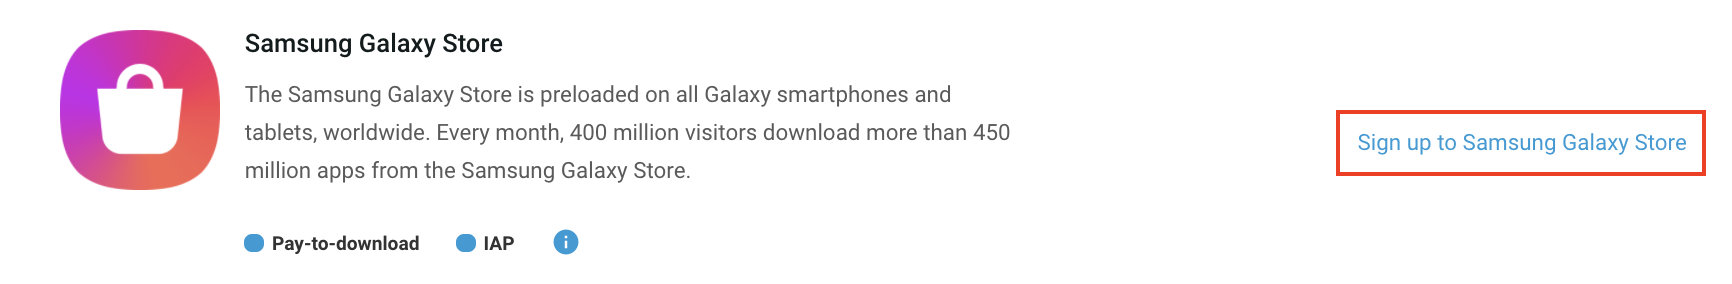 Samsung Galaxy Store
The Samsung Galaxy Store is preloaded on all Galaxy smartphones and
tablets, worldwide. Every month, 400 million visitors download more than 450
million apps from the Samsung Galaxy Store.
Sign up to Samsung Galaxy Store
Pay-to-download IAP i